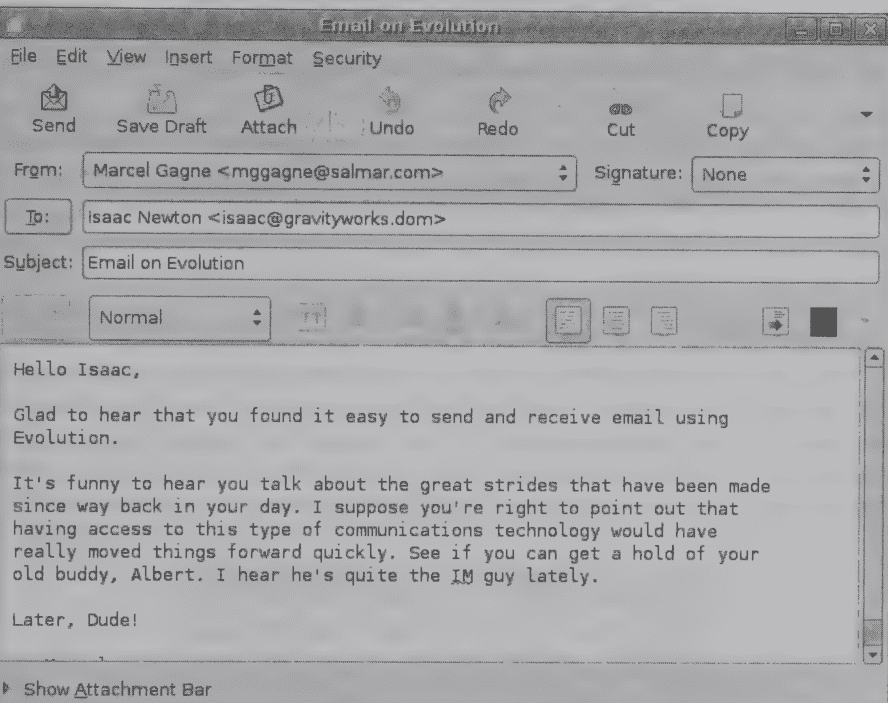 Email on Evolution
File Edit View Insert Format Security
Send Save Draft Attach Undo Redo Cut Copy
From: Marcel Gagne <mggagne@salmar.com> Signature: None
To: isaac Newton <isaac@gravityworks.dom>
Subject: Email on Evolution
Normal
Hello Isaac,
Glad to hear that you found it easy to send and receive email using
Evolution.
It's funny to hear you talk about the great strides that have been made
since way back in your day. I suppose you're right to point out that
having access to this type of communications technology would have
really moved things forward quickly. See if you can get a hold of your
old buddy, Albert. I hear he's quite the IM guy lately.
Later, Dude!
Show Attachment Bar